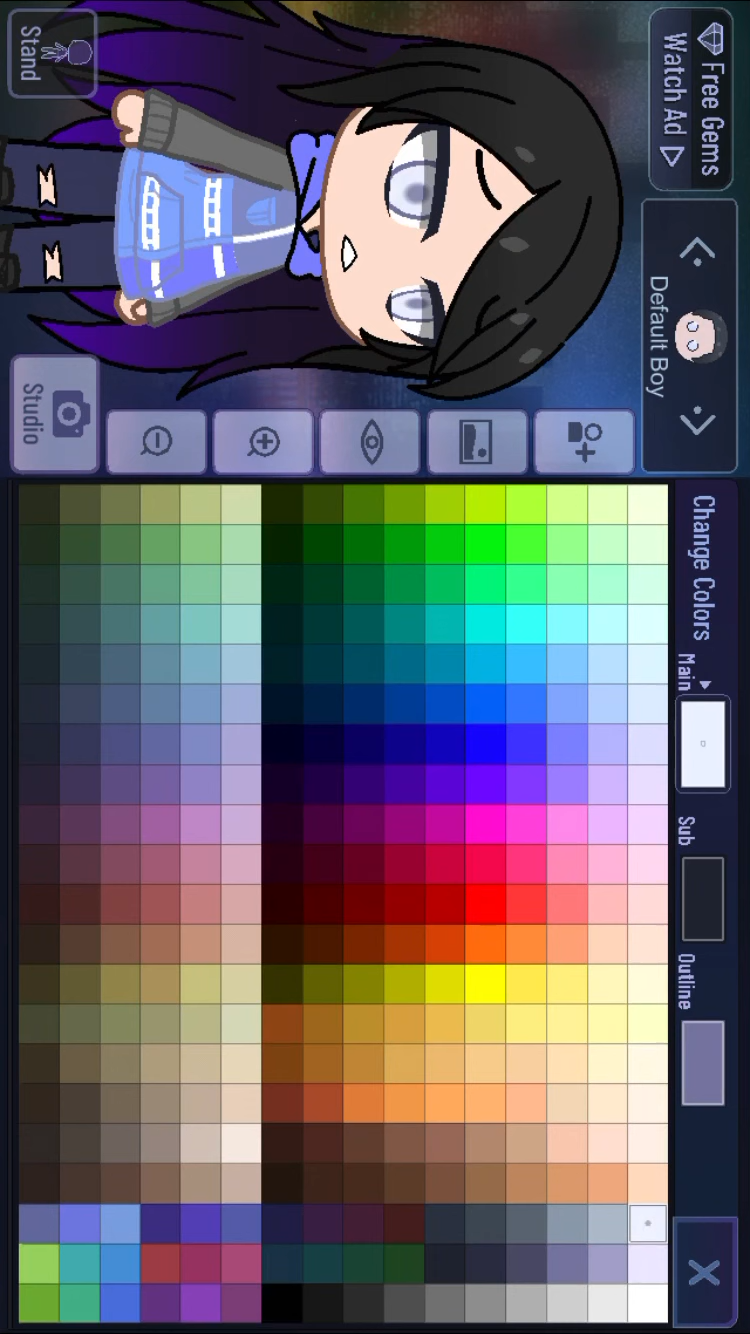 Free Gems
Watch Ad
Default Boy
Stand
Studio
Change Colors
Main
Sub
Outline
X